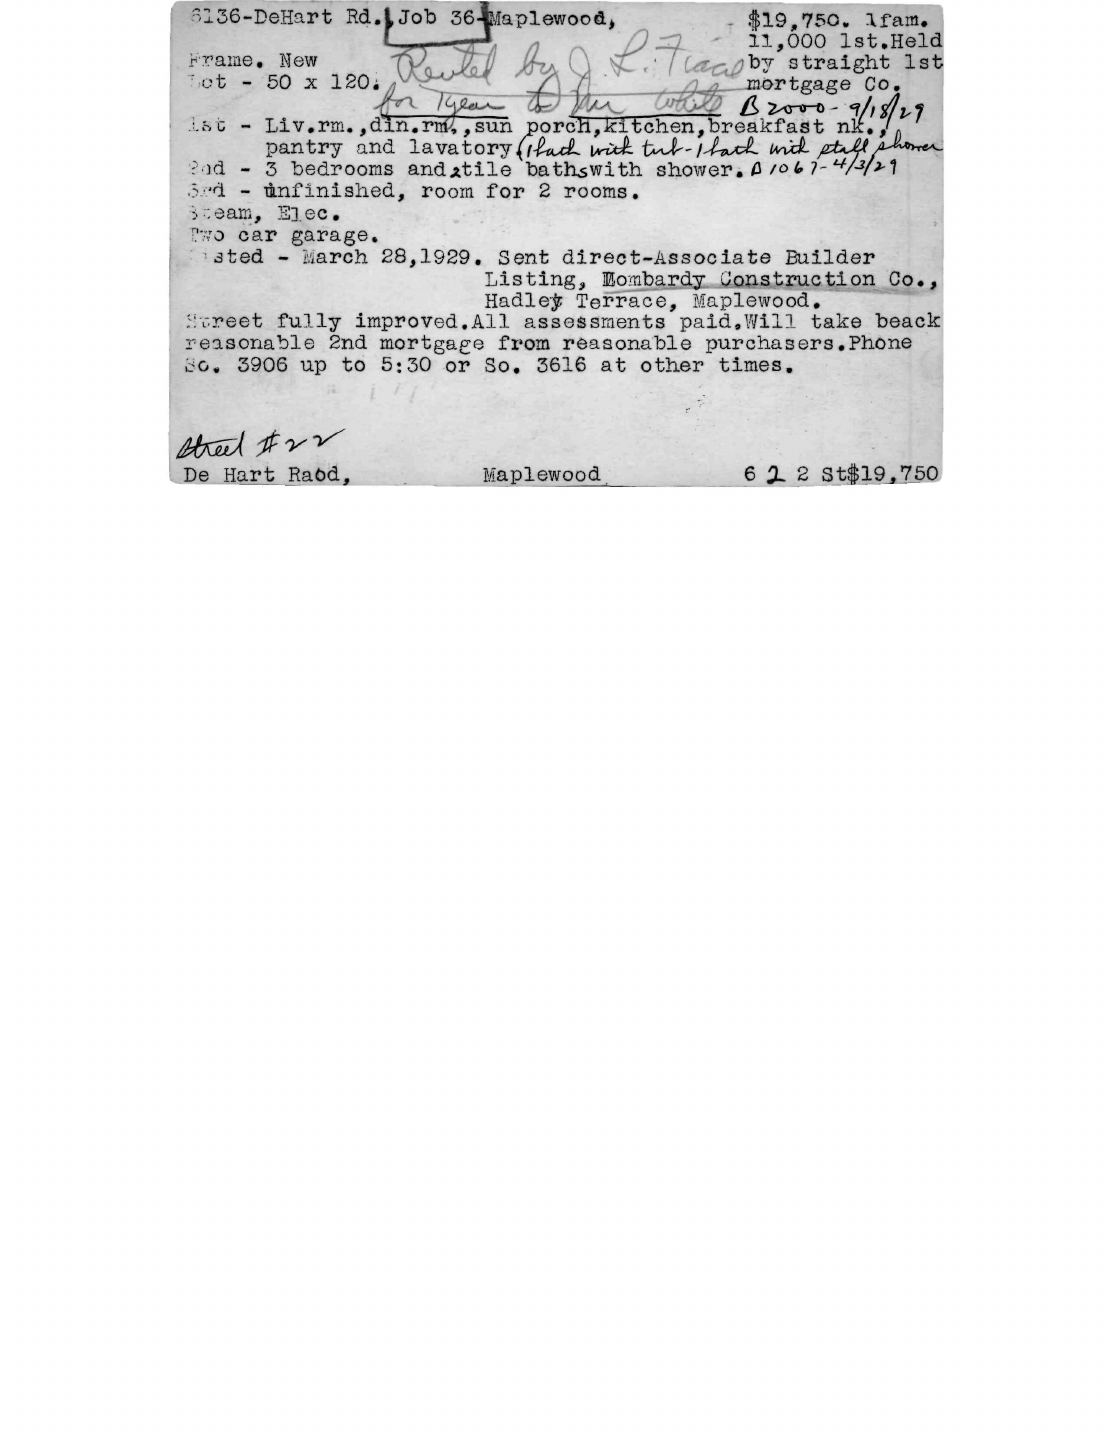 6136-DeHart Rd. Job 36-Maplewood, $19,750. 1fam.
11,000 1st.Held
Frame. New Rented by J. L. by straight 1st
Lot - 50 x 120. for 1 year to Mr White mortgage Co.
B 2000 - 9/18/29
1st - Liv.rm.,din.rm.,sun porch,kitchen,breakfast nk.,
pantry and lavatory (1 bath with tub - 1 bath with stall shower
2nd - 3 bedrooms and 2 tile baths with shower. B 1067 - 4/3/29
3rd - unfinished, room for 2 rooms.
Steam, Elec.
Two car garage.
Listed - March 28,1929. Sent direct-Associate Builder
Listing, Lombardy Construction Co.,
Hadley Terrace, Maplewood.
Street fully improved.All assessments paid.Will take beack
reasonable 2nd mortgage from reasonable purchasers.Phone
So. 3906 up to 5:30 or So. 3616 at other times.
Street #22
De Hart Raod, Maplewood 6 2 2 St$19,750